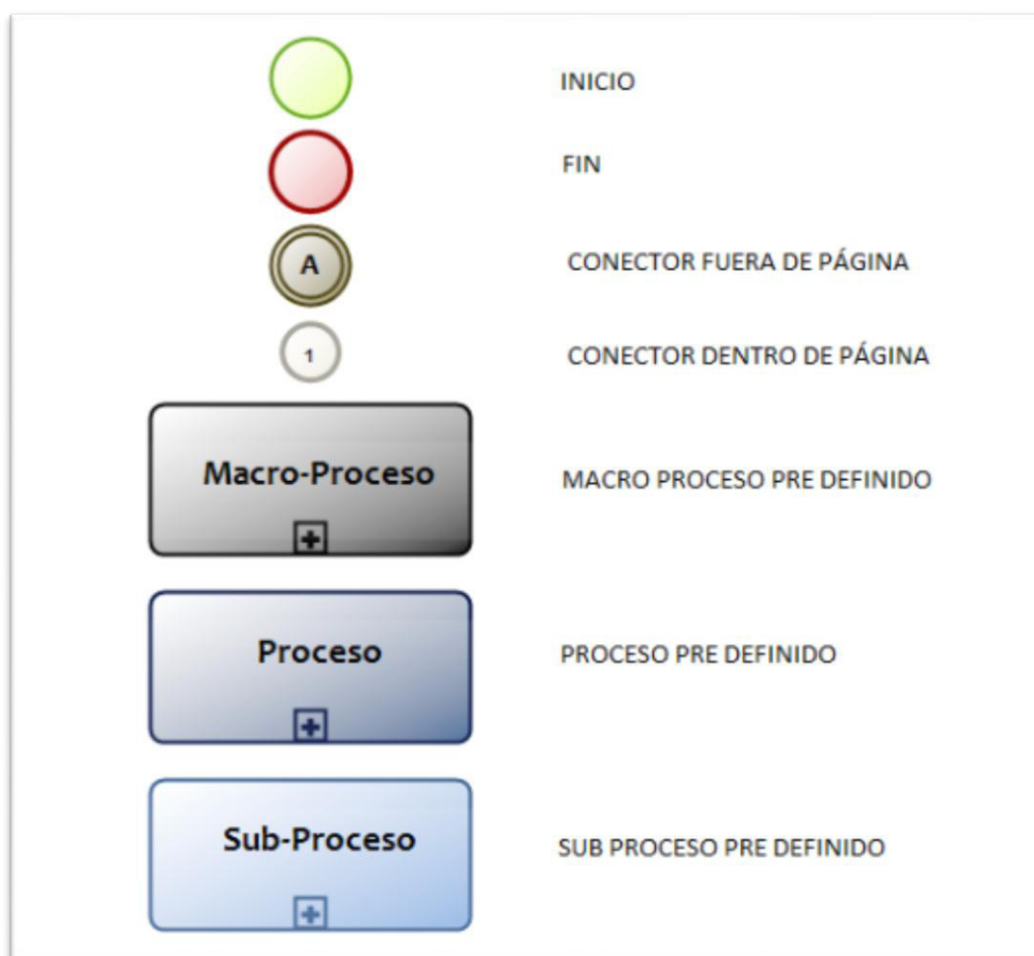 INICIO
FIN
A
CONECTOR FUERA DE PÁGINA
1
CONECTOR DENTRO DE PÁGINA
Macro-Proceso
MACRO PROCESO PRE DEFINIDO
Proceso
PROCESO PRE DEFINIDO
Sub-Proceso
SUB PROCESO PRE DEFINIDO